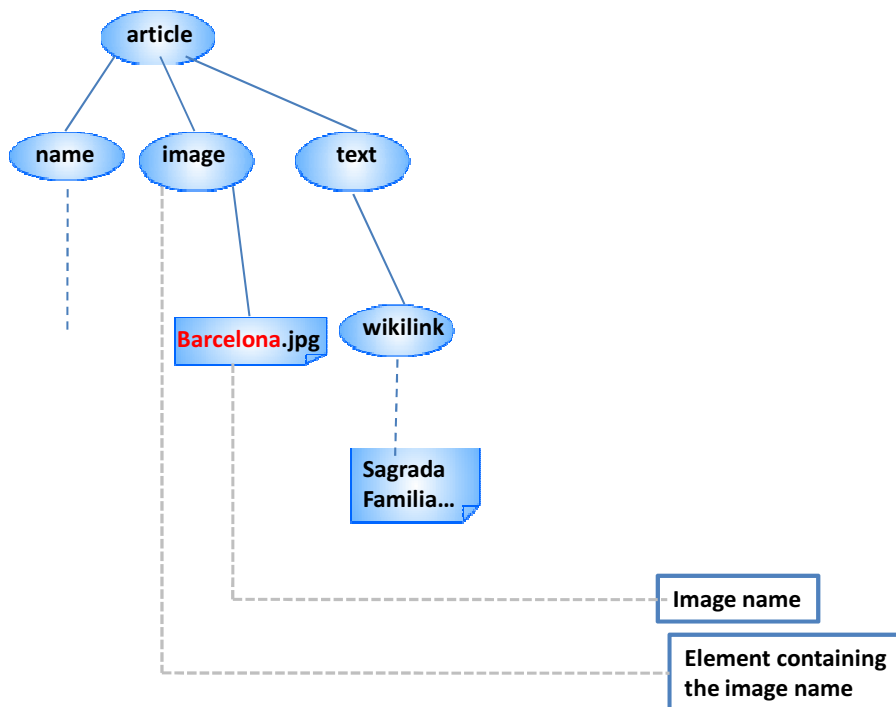 article
name
image
text
Barcelona.jpg
wikilink
Sagrada
Familia…
Image name
Element containing
the image name